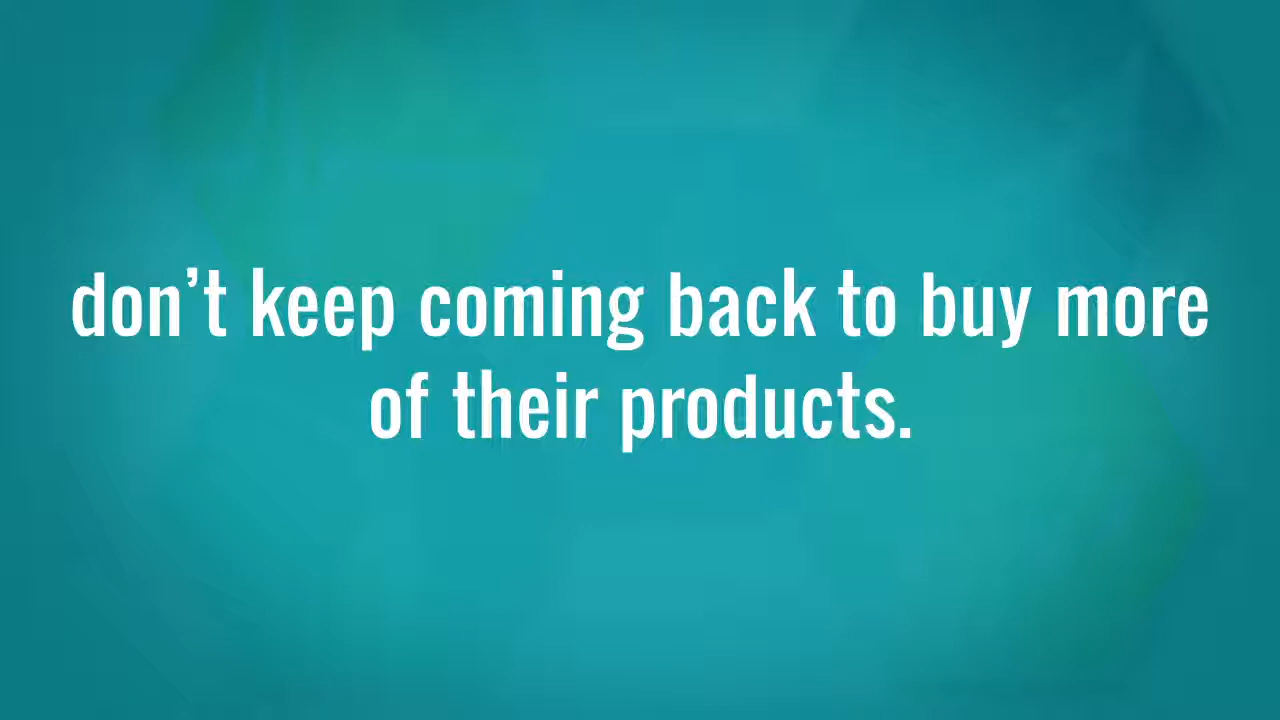 don’t keep coming back to buy more
of their products.